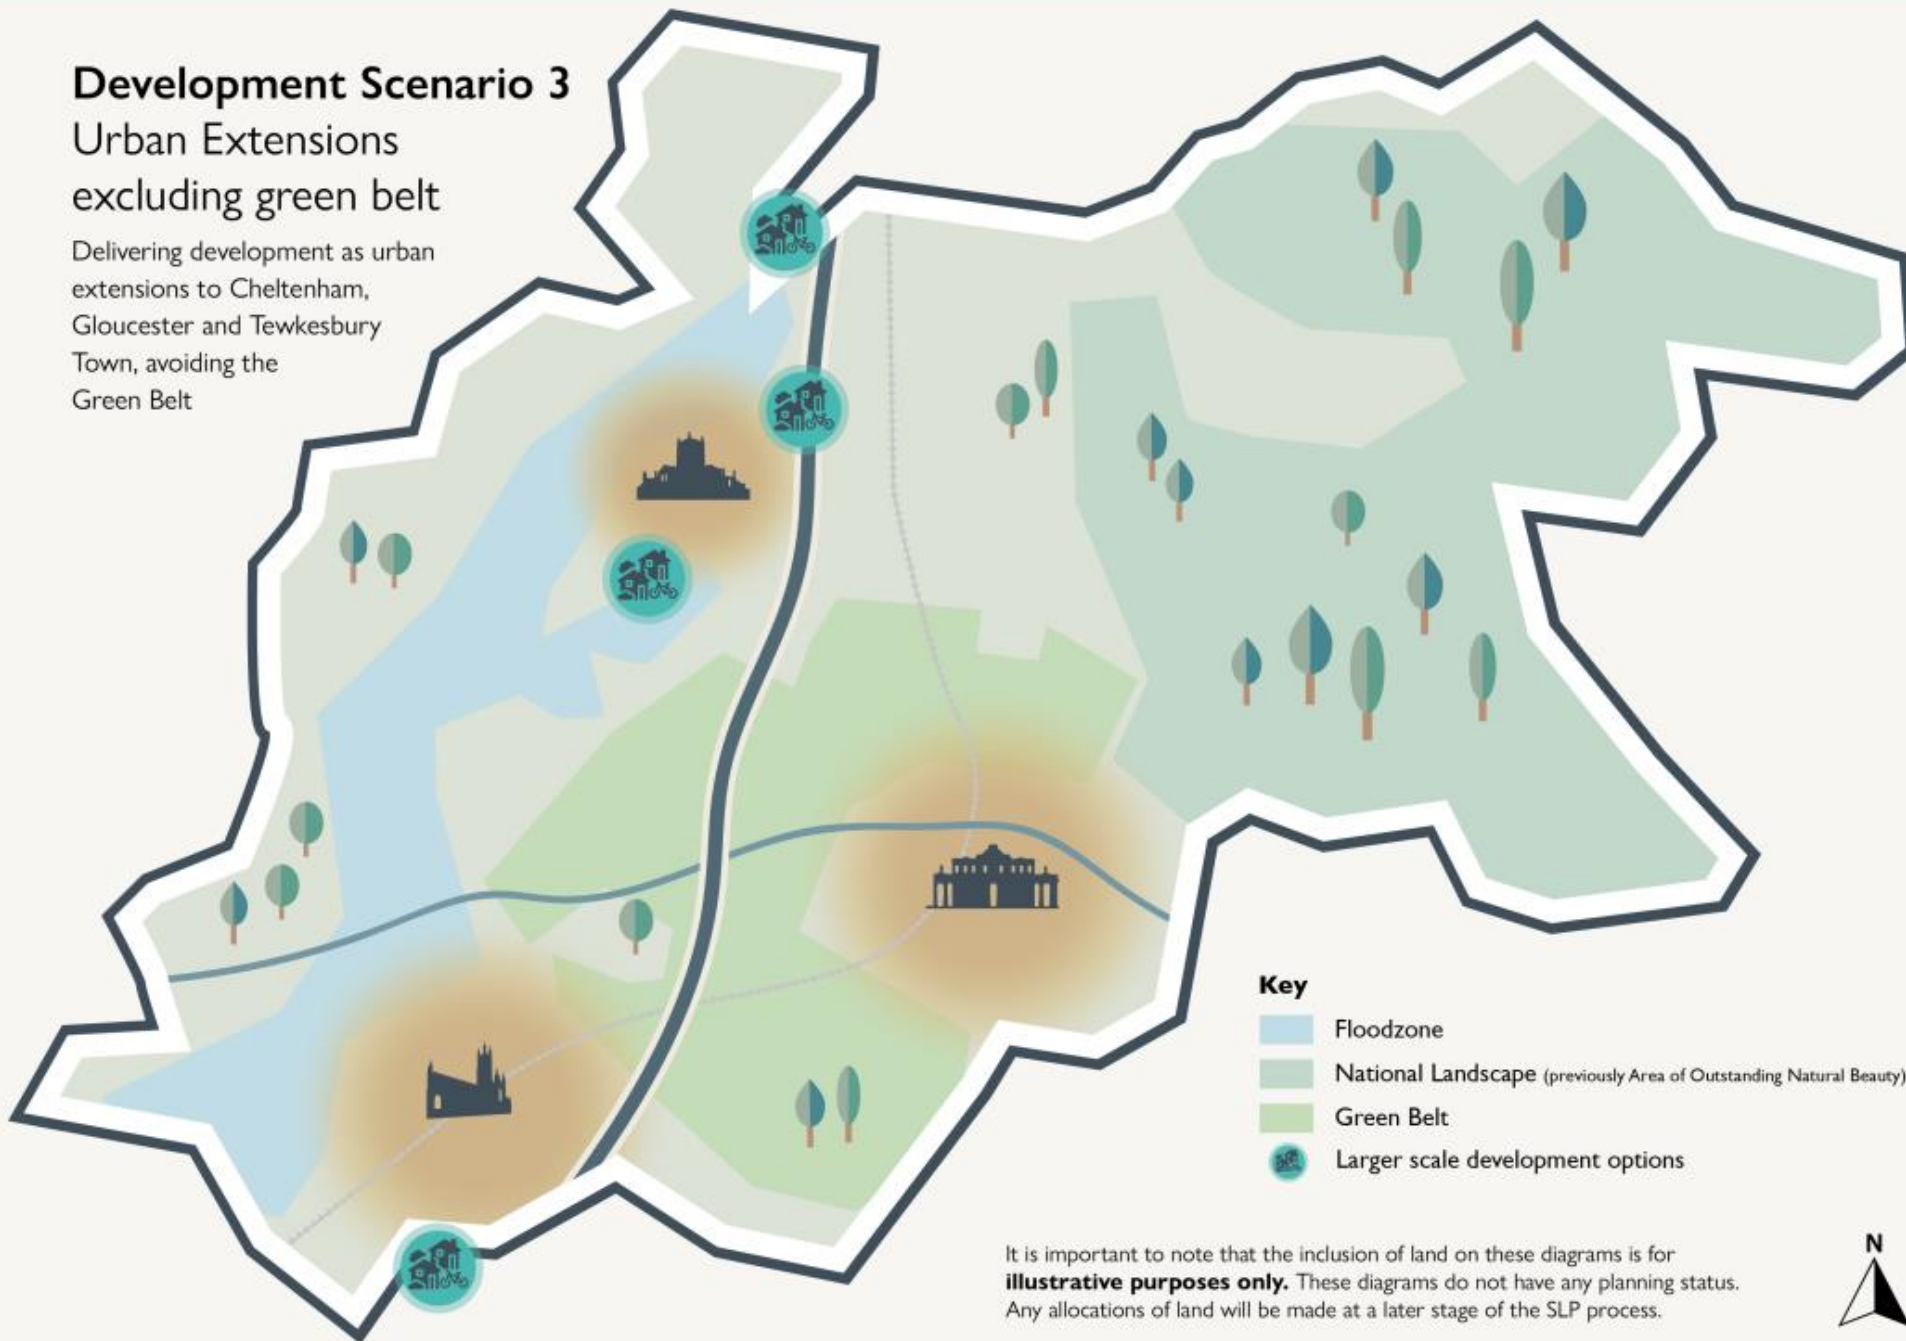 Development Scenario 3
Urban Extensions
excluding green belt
Delivering development as urban
extensions to Cheltenham,
Gloucester and Tewkesbury
Town, avoiding the
Green Belt
Key
Floodzone
National Landscape (previously Area of Outstanding Natural Beauty)
Green Belt
Larger scale development options
It is important to note that the inclusion of land on these diagrams is for
illustrative purposes only. These diagrams do not have any planning status.
Any allocations of land will be made at a later stage of the SLP process.
N